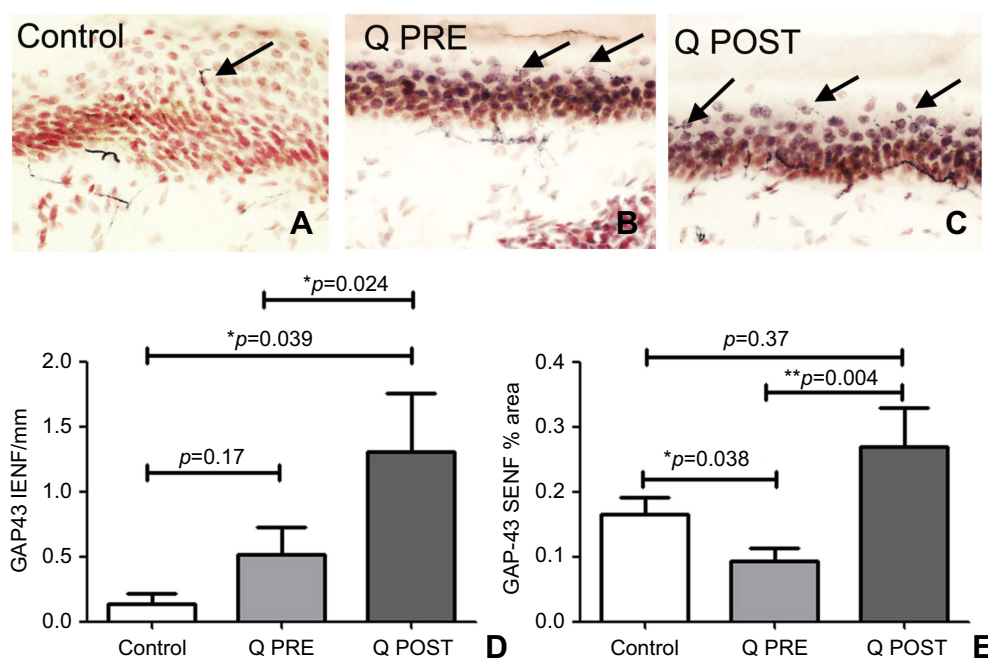 Control
Q PRE
Q POST
A
B
C
*p=0.024
*p=0.039
p=0.17
GAP43 IENF/mm
2.0
1.5
1.0
0.5
0.0
Control
Q PRE
Q POST
D
p=0.37
**p=0.004
*p=0.038
GAP-43 SENF % area
0.4
0.3
0.2
0.1
0.0
Control
Q PRE
Q POST
E